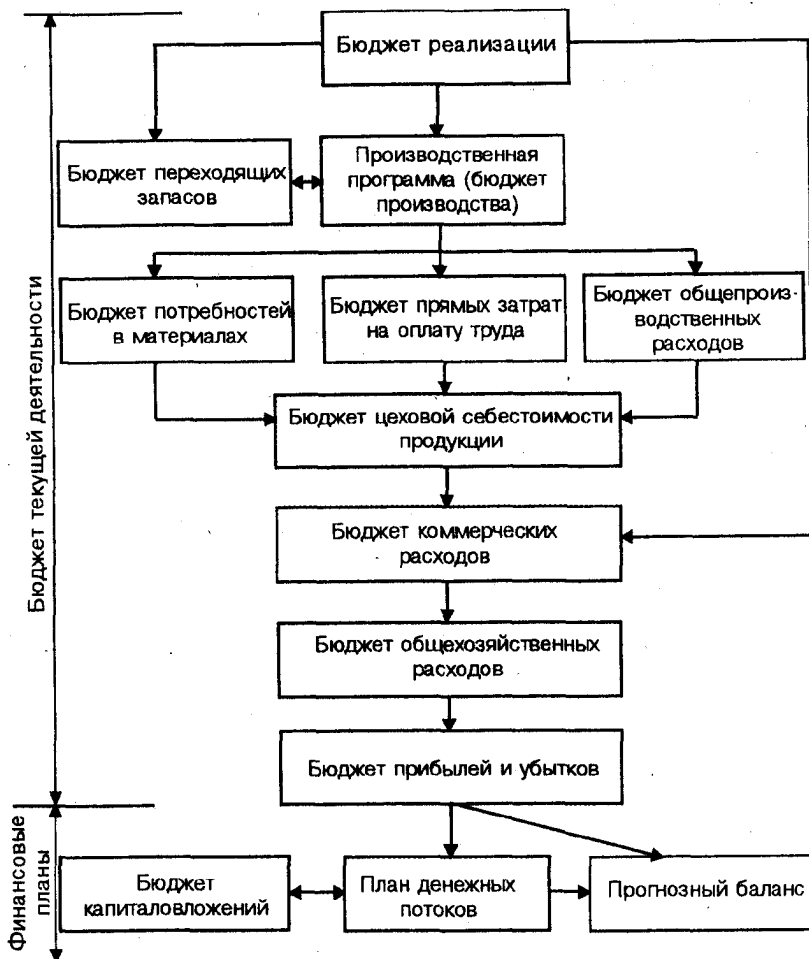 Бюджет реализации
Бюджет переходящих
запасов
Производственная
программа (бюджет
производства)
Бюджет потребностей
в материалах
Бюджет прямых затрат
на оплату труда
Бюджет общепроиз-
водственных
расходов
Бюджет цеховой себестоимости
продукции
Бюджет коммерческих
расходов
Бюджет общехозяйственных
расходов
Бюджет прибылей и убытков
Бюджет
капиталовложений
План денежных
потоков
Прогнозный баланс
Бюджет текущей деятельности
Финансовые
планы